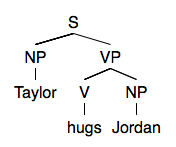 S
NP VP
Taylor V NP
hugs Jordan